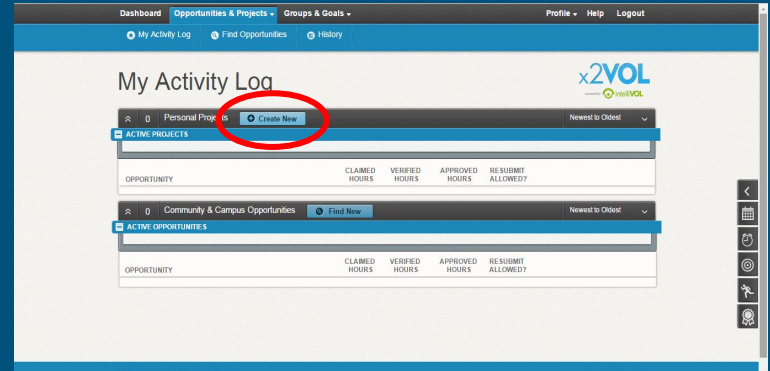 Dashboard Opportunities & Projects Groups & Goals Profile Help Logout
My Activity Log Find Opportunities History
My Activity Log
x2VOL
intelliVOL
0 Personal Projects Create New Newest to Oldest
ACTIVE PROJECTS
OPPORTUNITY CLAIMED HOURS VERIFIED HOURS APPROVED HOURS RESUBMIT ALLOWED?
0 Community & Campus Opportunities Find New Newest to Oldest
ACTIVE OPPORTUNITIES
OPPORTUNITY CLAIMED HOURS VERIFIED HOURS APPROVED HOURS RESUBMIT ALLOWED?